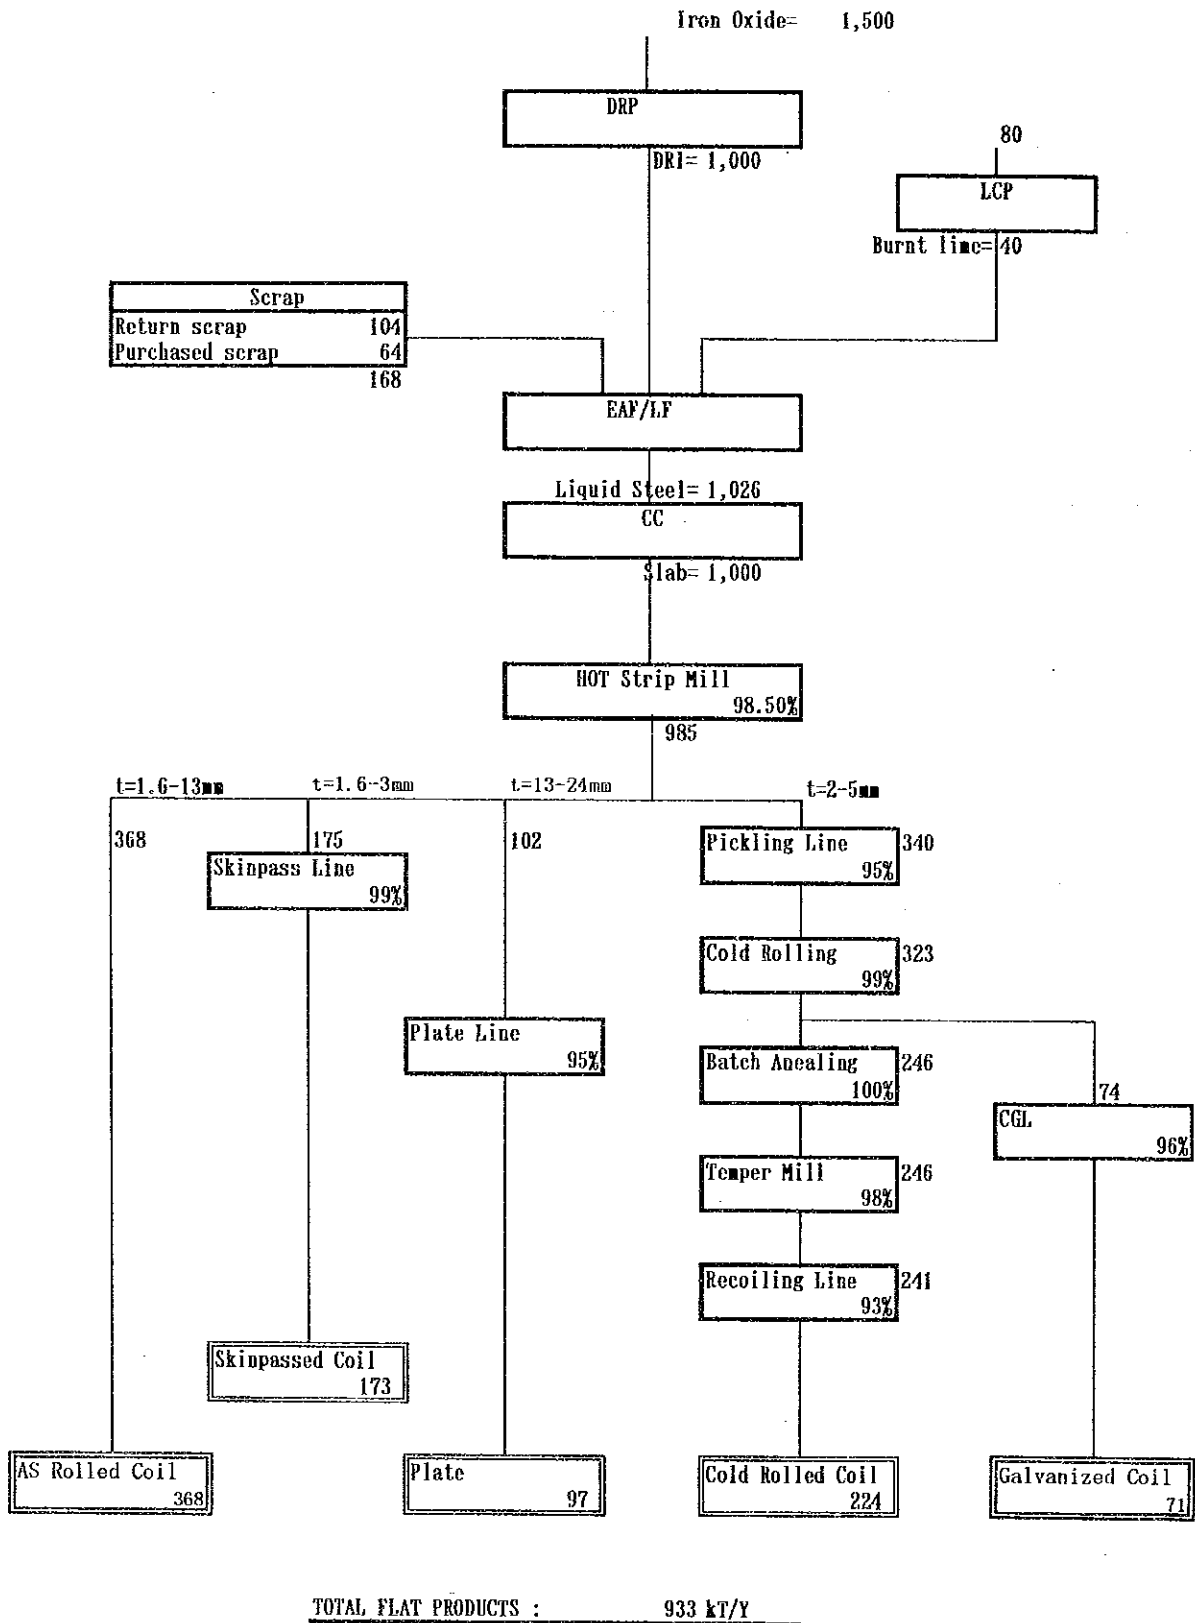 Iron Oxide= 1,500
DRP
DRI= 1,000
80
LCP
Burnt lime= 40
Scrap
Return scrap 104
Purchased scrap 64
168
EAF/LF
Liquid Steel= 1,026
CC
Slab= 1,000
HOT Strip Mill
98.50%
985
t=1.6-13mm t=1.6-3mm t=13-24mm t=2-5mm
368 175 102 Pickling Line 340
95%
Skinpass Line
99%
Cold Rolling 323
99%
Plate Line
95%
Batch Anealing 246
100%
74
CGL
96%
Temper Mill 246
98%
Recoiling Line 241
93%
Skinpassed Coil
173
AS Rolled Coil
368
Plate
97
Cold Rolled Coil
224
Galvanized Coil
71
TOTAL FLAT PRODUCTS : 933 kT/Y